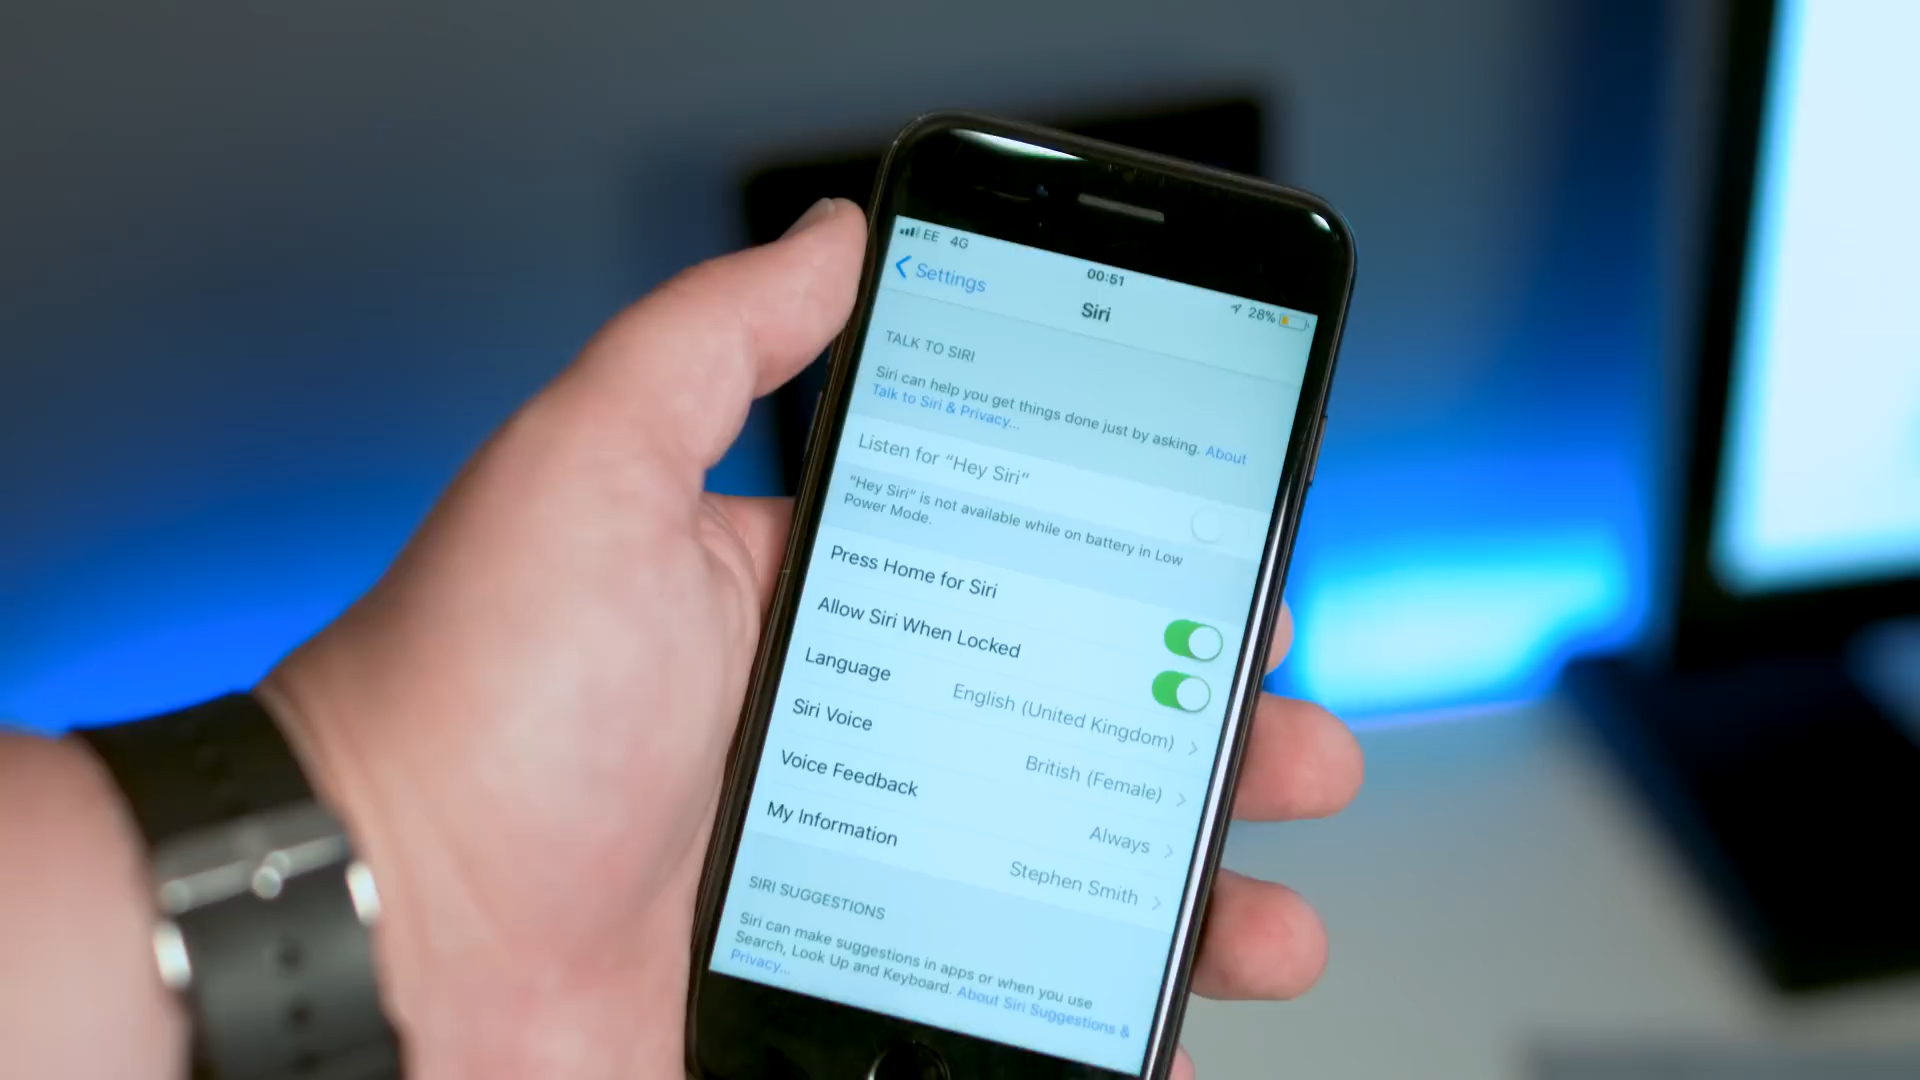 EE 4G 00:51 28%
Settings
Siri
TALK TO SIRI
Siri can help you get things done just by asking. About
Talk to Siri & Privacy...
Listen for “Hey Siri”
“Hey Siri” is not available while on battery in Low
Power Mode.
Press Home for Siri
Allow Siri When Locked
Language English (United Kingdom)
Siri Voice British (Female)
Voice Feedback Always
My Information Stephen Smith
SIRI SUGGESTIONS
Siri can make suggestions in apps or when you use
Search, Look Up and Keyboard. About Siri Suggestions &
Privacy...